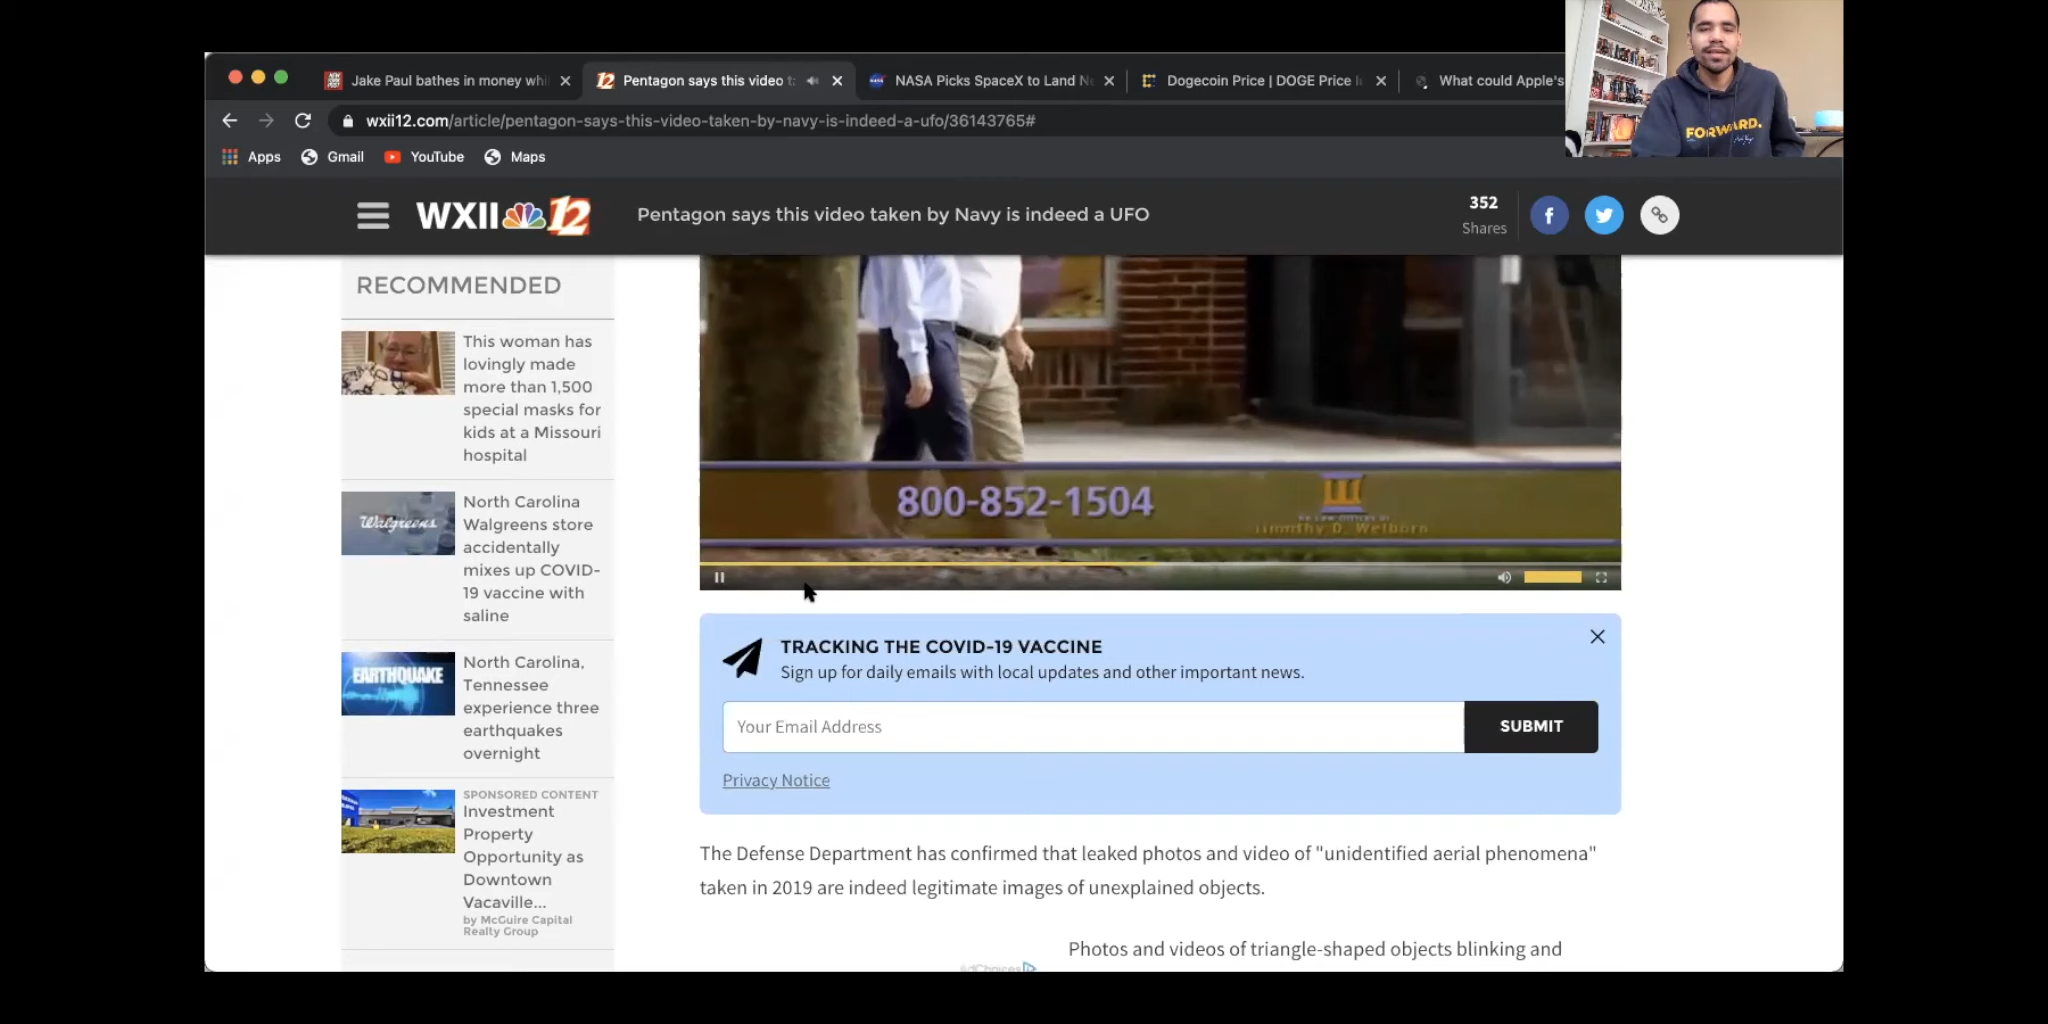 Jake Paul bathes in money whi
Pentagon says this video t
NASA Picks SpaceX to Land N
Dogecoin Price | DOGE Price I
What could Apple's
wxii12.com/article/pentagon-says-this-video-taken-by-navy-is-indeed-a-ufo/36143765#
Apps
Gmail
YouTube
Maps
FORWARD.
WXII 12
Pentagon says this video taken by Navy is indeed a UFO
352
Shares
RECOMMENDED
This woman has
lovingly made
more than 1,500
special masks for
kids at a Missouri
hospital
Walgreens
North Carolina
Walgreens store
accidentally
mixes up COVID-
19 vaccine with
saline
EARTHQUAKE
North Carolina,
Tennessee
experience three
earthquakes
overnight
SPONSORED CONTENT
Investment
Property
Opportunity as
Downtown
Vacaville...
by McGuire Capital
Realty Group
800-852-1504
Timothy D. Welborn
TRACKING THE COVID-19 VACCINE
Sign up for daily emails with local updates and other important news.
Your Email Address
SUBMIT
Privacy Notice
The Defense Department has confirmed that leaked photos and video of "unidentified aerial phenomena"
taken in 2019 are indeed legitimate images of unexplained objects.
Photos and videos of triangle-shaped objects blinking and
AdChoices